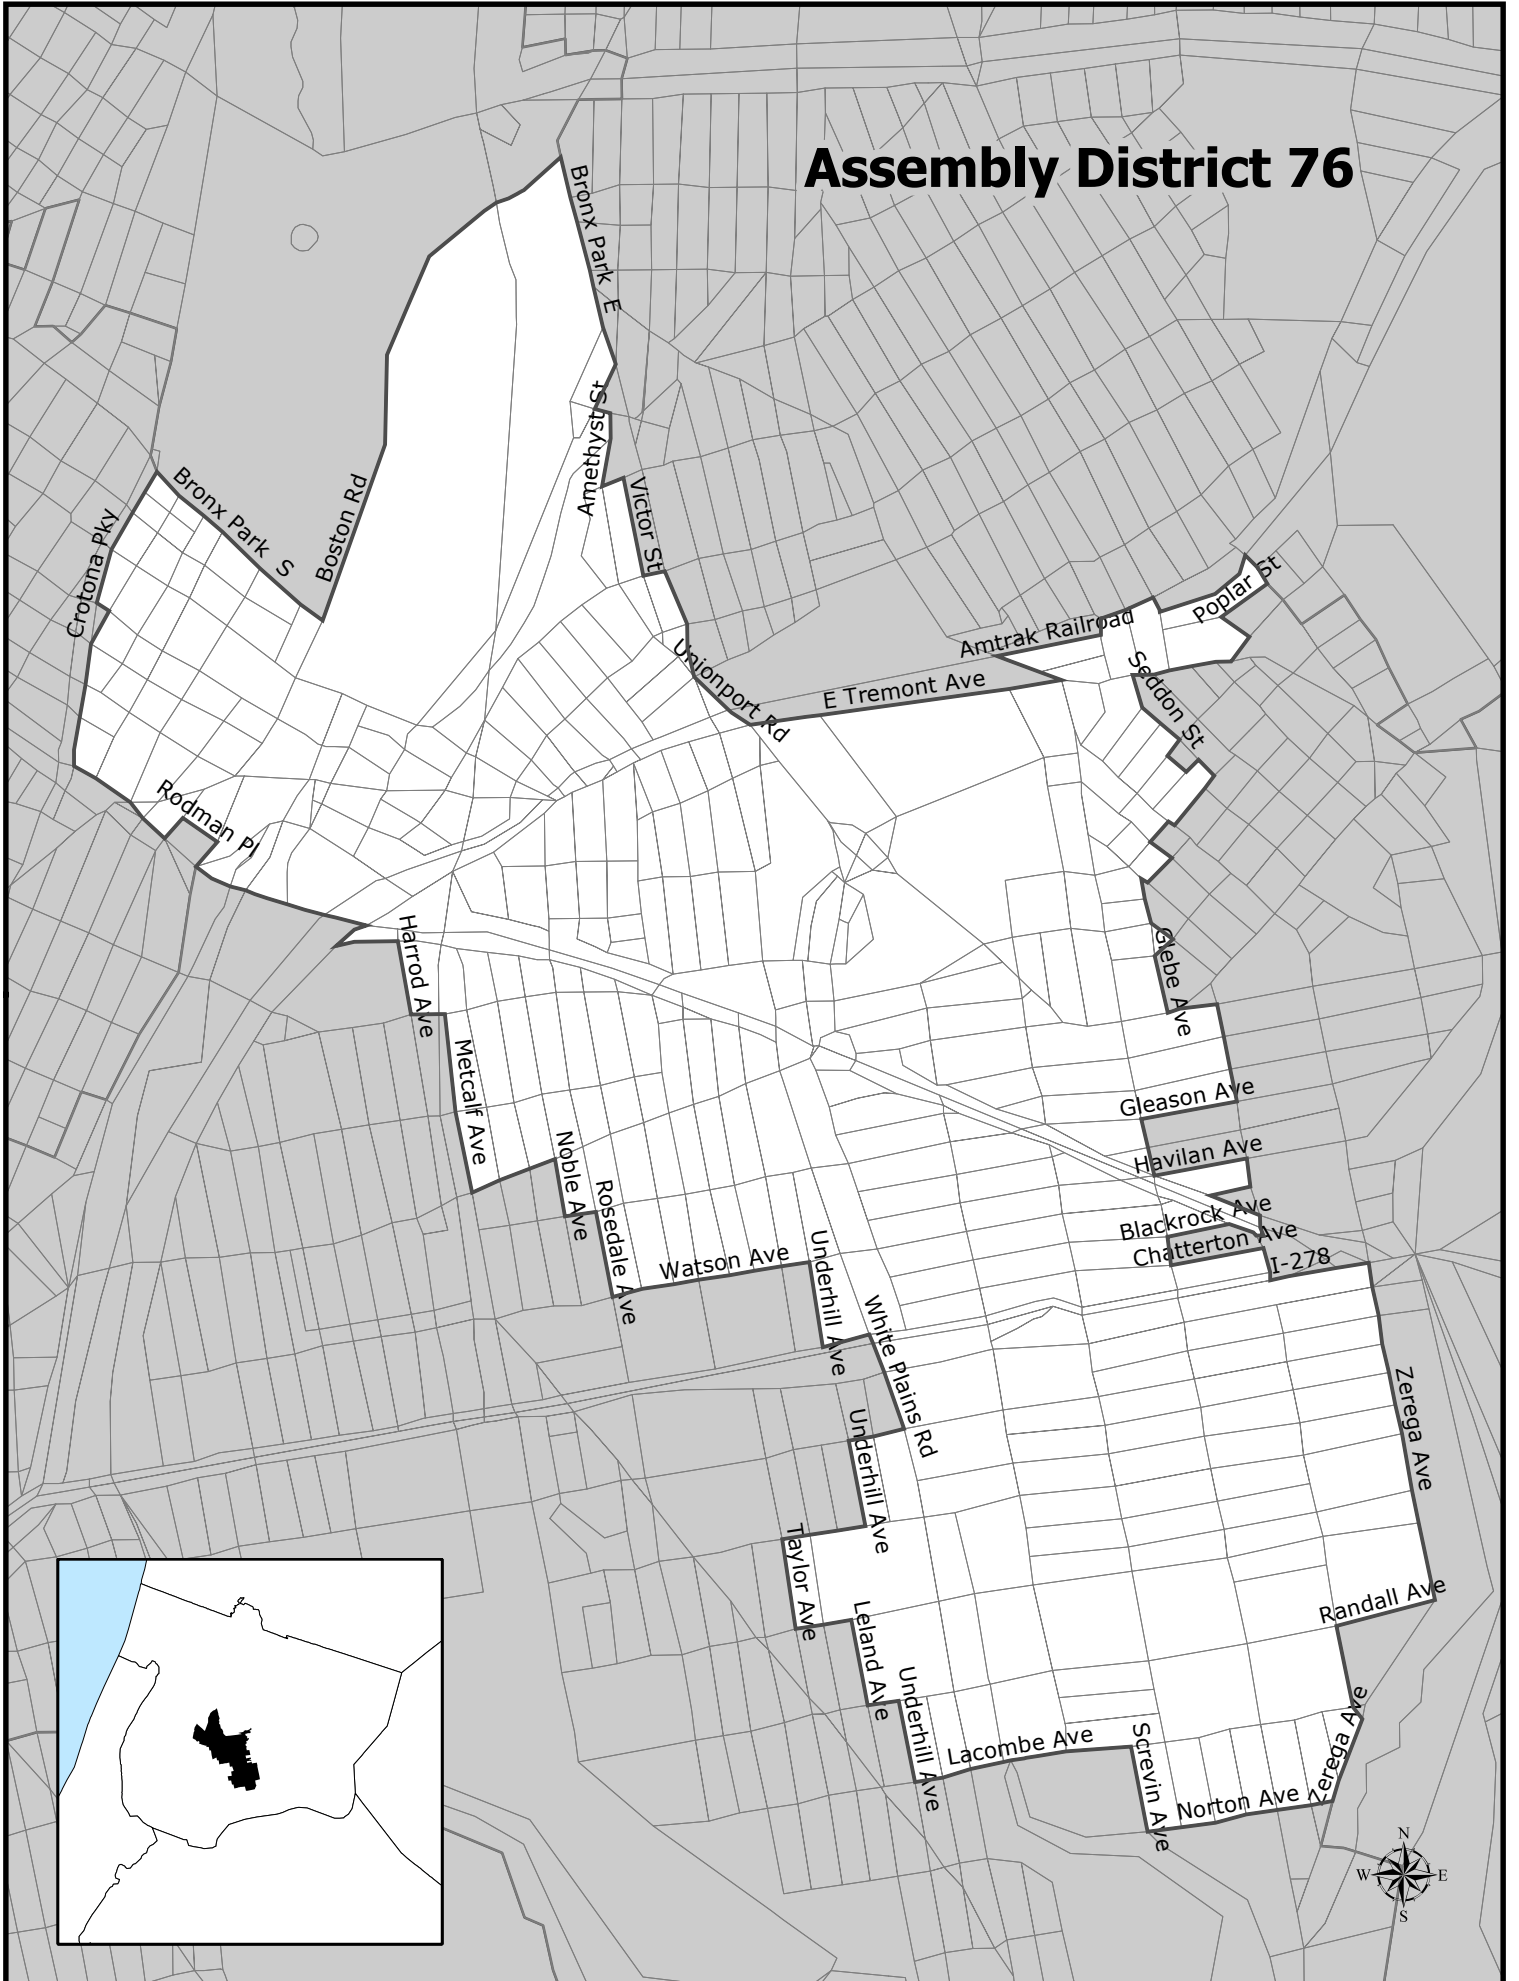 Assembly District 76
Bronx Park E
Amethyst St
Bronx Park S
Boston Rd
Victor St
Crotona Pky
Poplar St
Amtrak Railroad
Unionport Rd
E Tremont Ave
Seddon St
Rodman Pl
Harrod Ave
Glebe Ave
Metcalf Ave
Gleason Ave
Noble Ave
Havilan Ave
Rosedale Ave
Blackrock Ave
Chatterton Ave
Watson Ave
Underhill Ave
I-278
White Plains Rd
Zerega Ave
Underhill Ave
Taylor Ave
Randall Ave
Leland Ave
Underhill Ave
Zerega Ave
Lacombe Ave
Screvin Ave
Norton Ave
N
W E
S